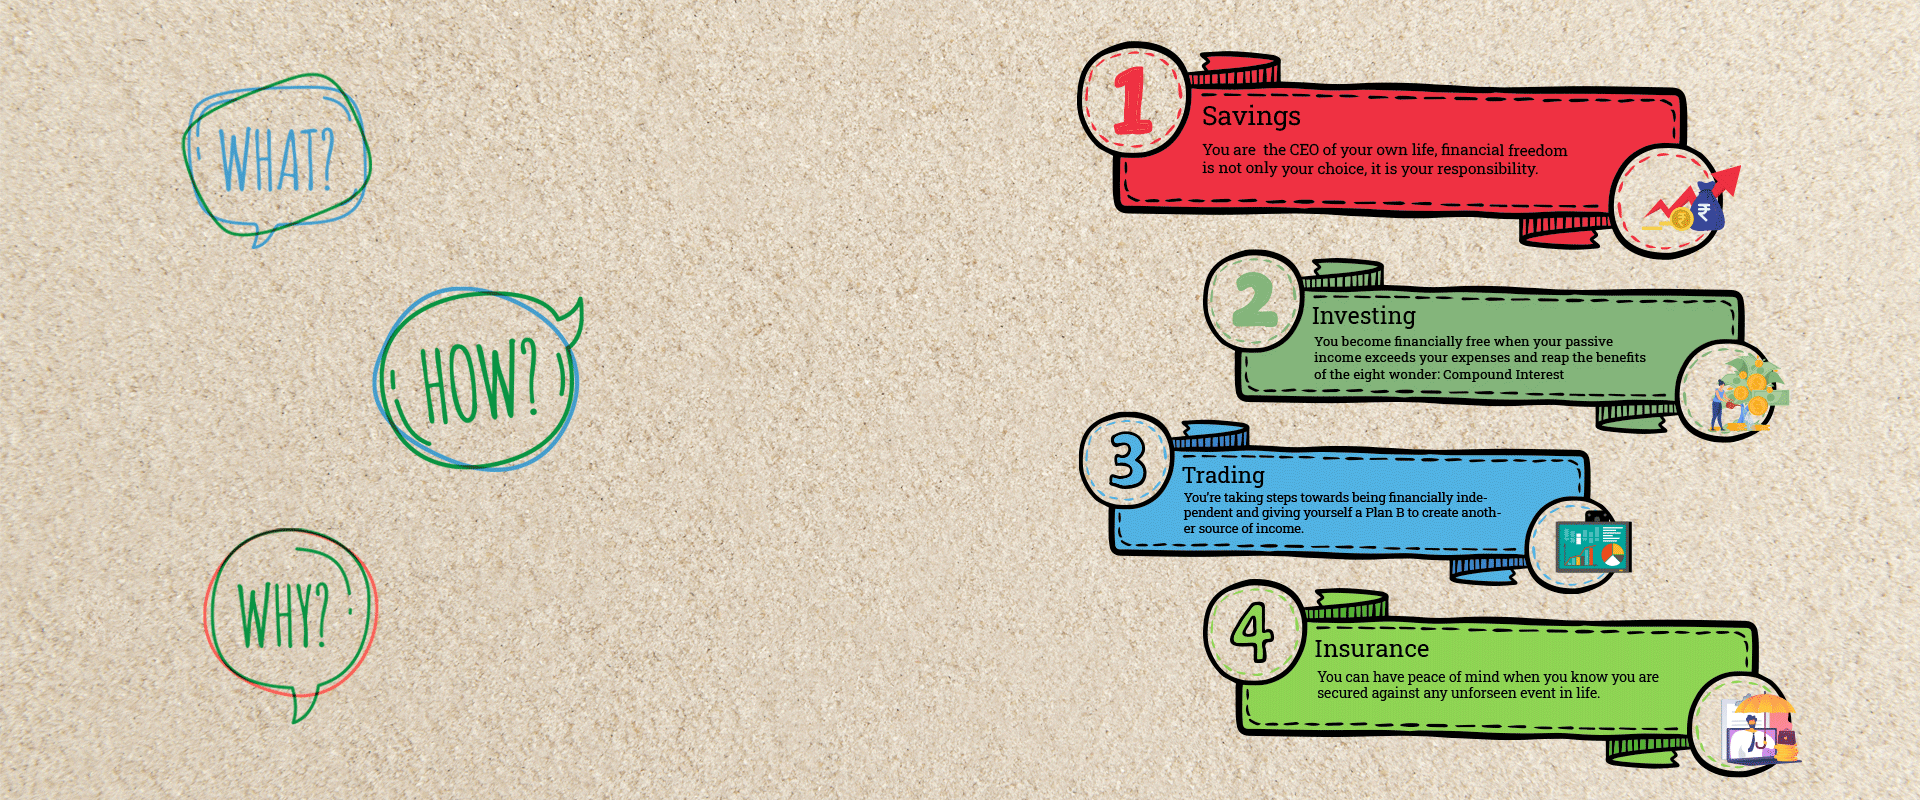 WHAT?
HOW?
WHY?
1
Savings
You are  the CEO of your own life, financial freedom
is not only your choice, it is your responsibility.
₹
₹
2
Investing
You become financially free when your passive
income exceeds your expenses and reap the benefits
of the eight wonder: Compound Interest
3
Trading
You're taking steps towards being financially inde-
pendent and giving yourself a Plan B to create anoth-
er source of income.
4
Insurance
You can have peace of mind when you know you are
secured against any unforseen event in life.